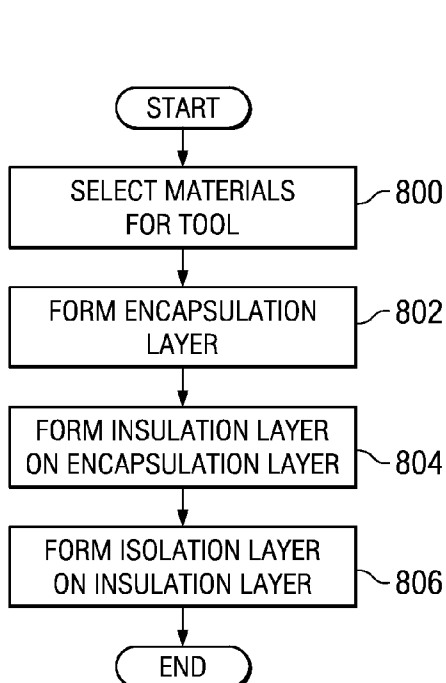 START
SELECT MATERIALS
FOR TOOL
800
FORM ENCAPSULATION
LAYER
802
FORM INSULATION LAYER
ON ENCAPSULATION LAYER
804
FORM ISOLATION LAYER
ON INSULATION LAYER
806
END